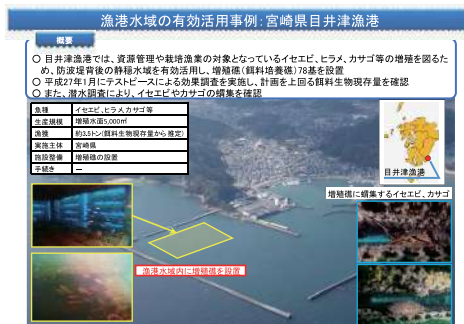 漁港水域の有効活用事例：宮崎県目井津漁港
概要
○ 目井津漁港では、資源管理や栽培漁業の対象となっているイセエビ、ヒラメ、カサゴ等の増殖を図るた
め、防波堤背後の静穏水域を有効活用し、増殖礁（餌料培養礁）78基を設置
○ 平成27年1月にテストピースによる効果調査を実施し、計画を上回る餌料生物現存量を確認
○ また、潜水調査により、イセエビやカサゴの蝟集を確認
魚種 イセエビ、ヒラメ、カサゴ等
生産規模 増殖水面5,000㎡
漁獲 約3.5トン（餌料生物現存量から推定）
実施主体 宮崎県
施設整備 増殖礁の設置
手続き ー
目井津漁港
増殖礁に蝟集するイセエビ、カサゴ
漁港水域内に増殖礁を設置